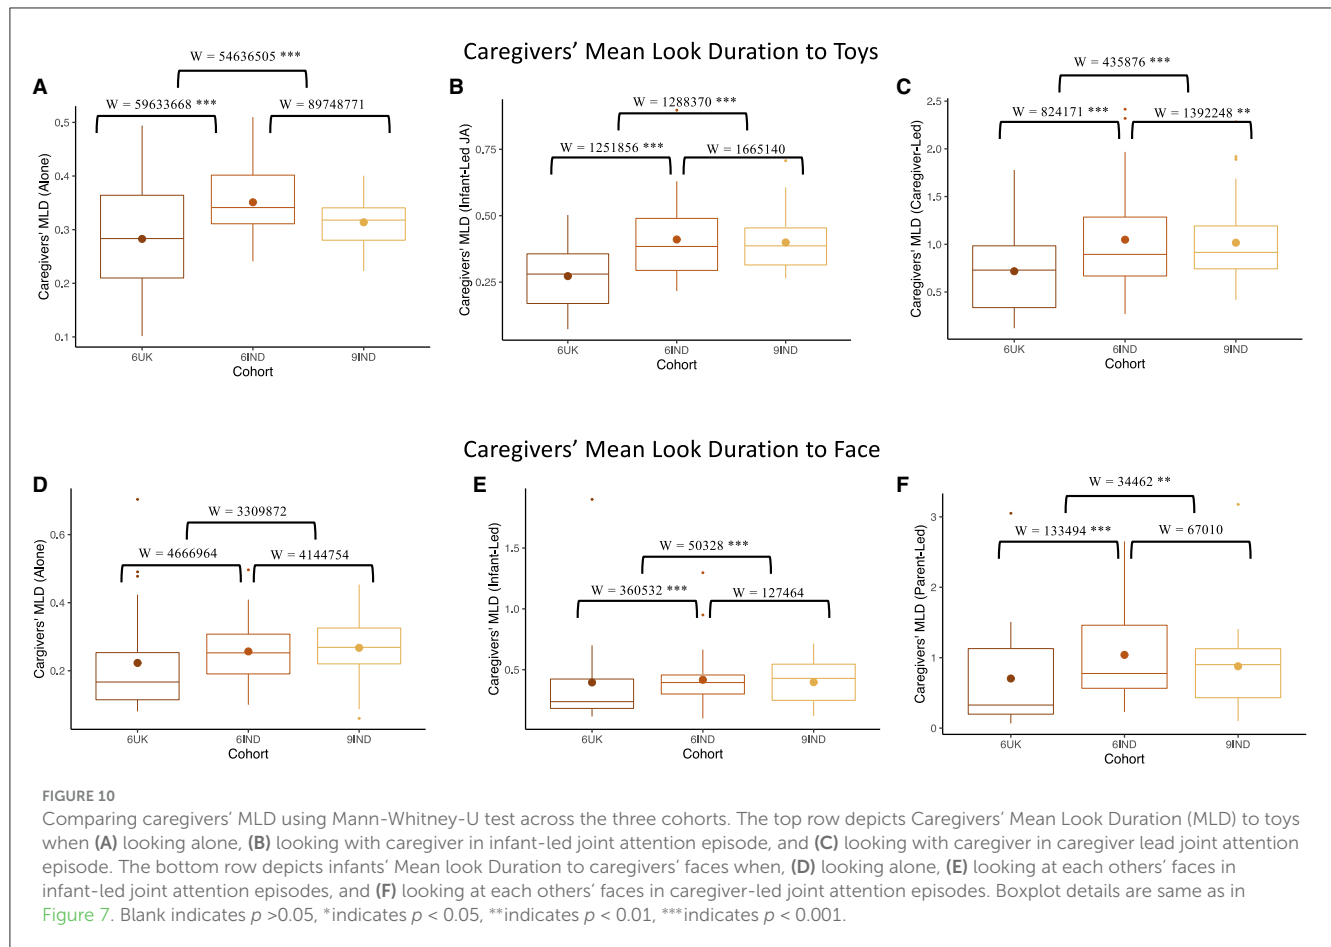 Caregivers’ Mean Look Duration to Toys
A
W = 54636505 ***
W = 59633668 ***
W = 89748771
Caregivers’ MLD (Alone)
0.5
0.4
0.3
0.2
0.1
6UK
6IND
9IND
Cohort
B
W = 1288370 ***
W = 1251856 ***
W = 1665140
Caregivers’ MLD (Infant-Led JA)
0.75
0.50
0.25
6UK
6IND
9IND
Cohort
C
W = 435876 ***
W = 824171 ***
W = 1392248 **
Caregivers’ MLD (Caregiver-Led)
2.5
2.0
1.5
1.0
0.5
6UK
6IND
9IND
Cohort
Caregivers’ Mean Look Duration to Face
D
W = 3309872
W = 4666964
W = 4144754
Cargivers’ MLD (Alone)
0.6
0.4
0.2
6UK
6IND
9IND
Cohort
E
W = 50328 ***
W = 360532 ***
W = 127464
Caregivers’ MLD (Infant-Led)
1.5
1.0
0.5
6UK
6IND
9IND
Cohort
F
W = 34462 **
W = 133494 ***
W = 67010
Caregivers’ MLD (Parent-Led)
3
2
1
0
6UK
6IND
9IND
Cohort
FIGURE 10
Comparing caregivers’ MLD using Mann-Whitney-U test across the three cohorts. The top row depicts Caregivers’ Mean Look Duration (MLD) to toys
when (A) looking alone, (B) looking with caregiver in infant-led joint attention episode, and (C) looking with caregiver in caregiver lead joint attention
episode. The bottom row depicts infants’ Mean look Duration to caregivers’ faces when, (D) looking alone, (E) looking at each others’ faces in
infant-led joint attention episodes, and (F) looking at each others’ faces in caregiver-led joint attention episodes. Boxplot details are same as in
Figure 7. Blank indicates p >0.05, *indicates p < 0.05, **indicates p < 0.01, ***indicates p < 0.001.